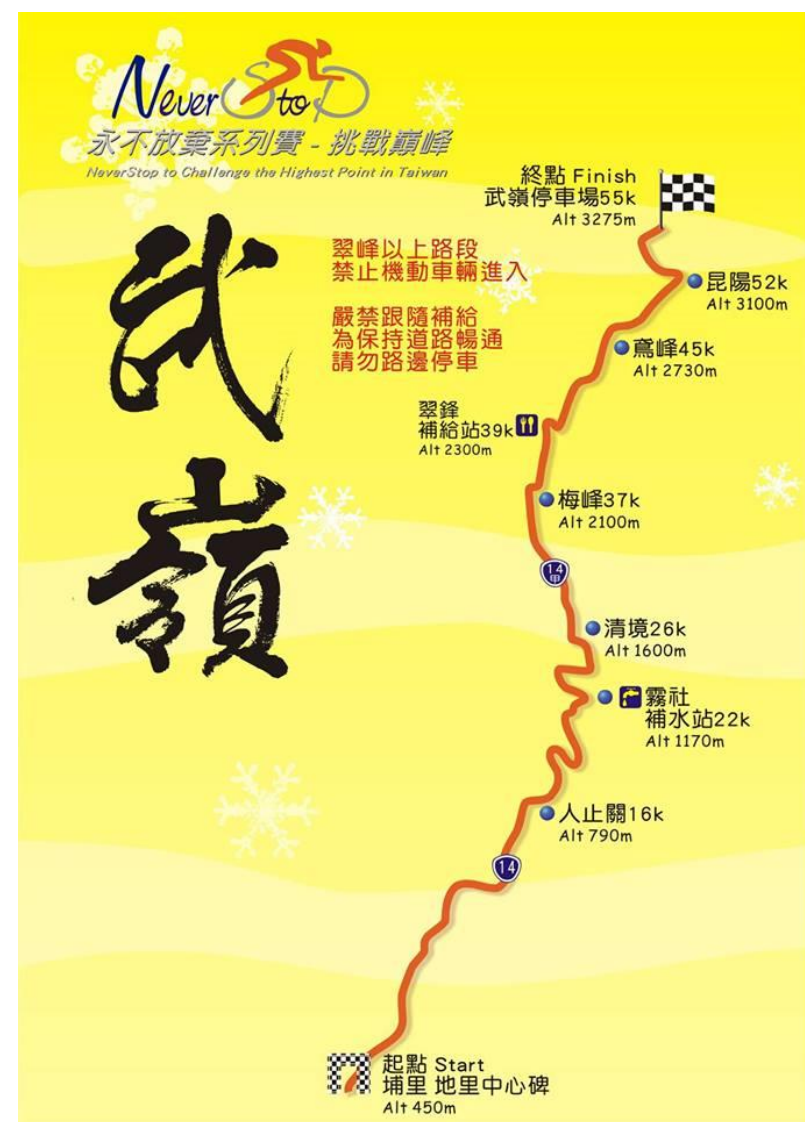 NeverStop
永不放棄系列賽 - 挑戰巔峰
NeverStop to Challenge the Highest Point in Taiwan
武嶺
翠峰以上路段
禁止機動車輛進入
嚴禁跟隨補給
為保持道路暢通
請勿路邊停車
終點 Finish
武嶺停車場55k
Alt 3275m
昆陽52k
Alt 3100m
鳶峰45k
Alt 2730m
翠鋒
補給站39k
Alt 2300m
梅峰37k
Alt 2100m
14
甲
清境26k
Alt 1600m
霧社
補水站22k
Alt 1170m
人止關16k
Alt 790m
14
起點 Start
埔里 地里中心碑
Alt 450m